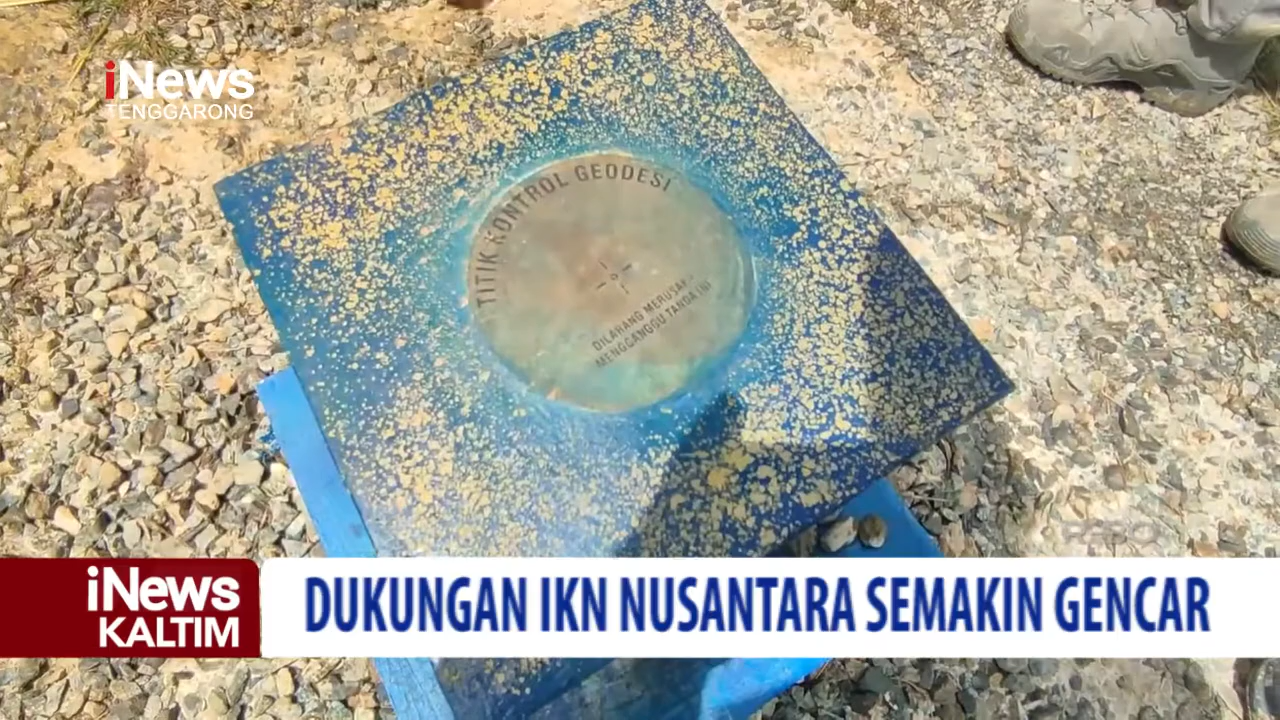 iNews
TENGGARONG
TITIK KONTROL GEODESI
DILARANG MERUSAK &
MENGGANGGU TANDA INI
iNews
KALTIM
DUKUNGAN IKN NUSANTARA SEMAKIN GENCAR